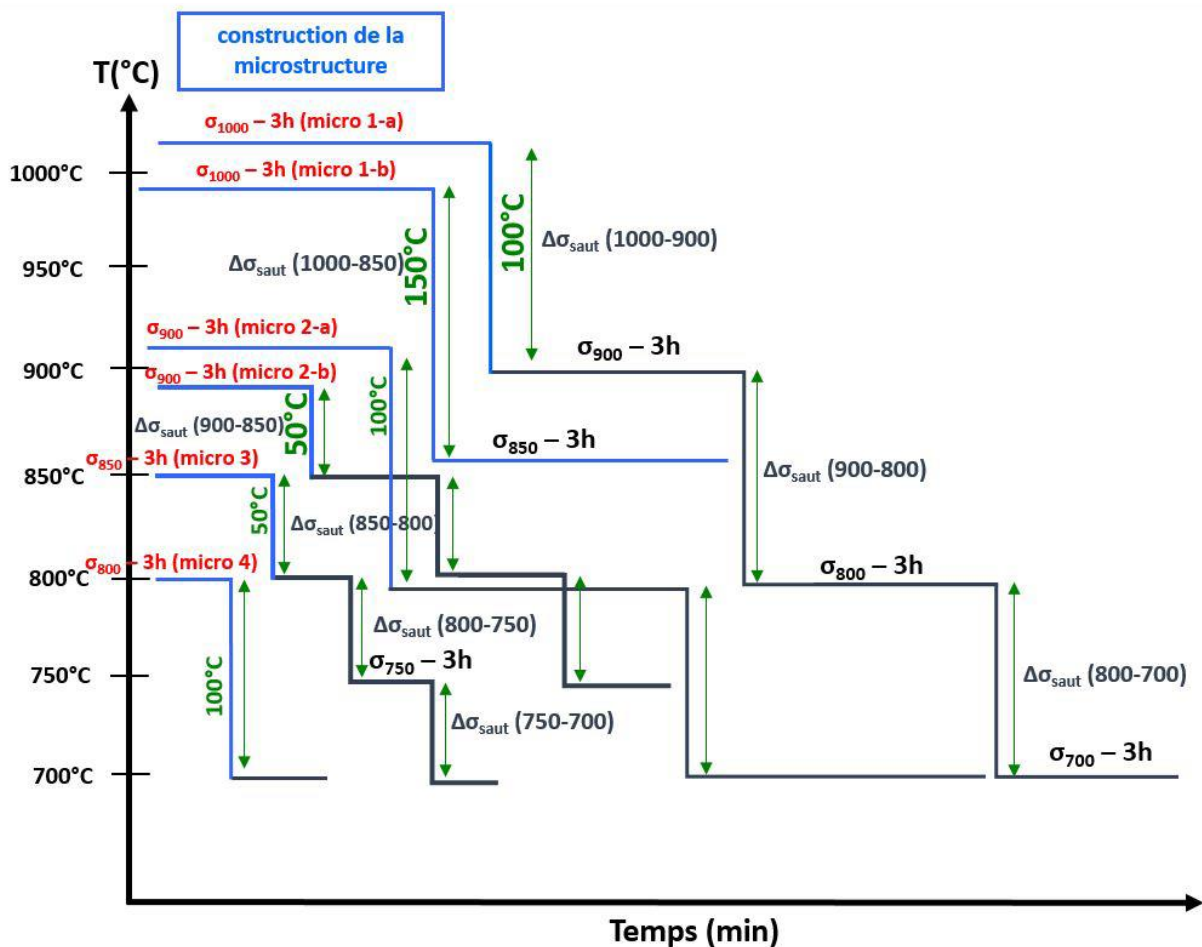 construction de la
microstructure
T(°C)
σ1000 – 3h (micro 1-a)
1000°C
σ1000 – 3h (micro 1-b)
100°C
Δσsaut (1000-900)
150°C
Δσsaut (1000-850)
950°C
σ900 – 3h (micro 2-a)
σ900 – 3h
900°C
σ900 – 3h (micro 2-b)
50°C
100°C
Δσsaut (900-850)
σ850 – 3h
σ850 – 3h (micro 3)
850°C
Δσsaut (900-800)
50°C
Δσsaut (850-800)
σ800 – 3h (micro 4)
800°C
σ800 – 3h
Δσsaut (800-750)
σ750 – 3h
750°C
100°C
Δσsaut (800-700)
Δσsaut (750-700)
σ700 – 3h
700°C
Temps (min)